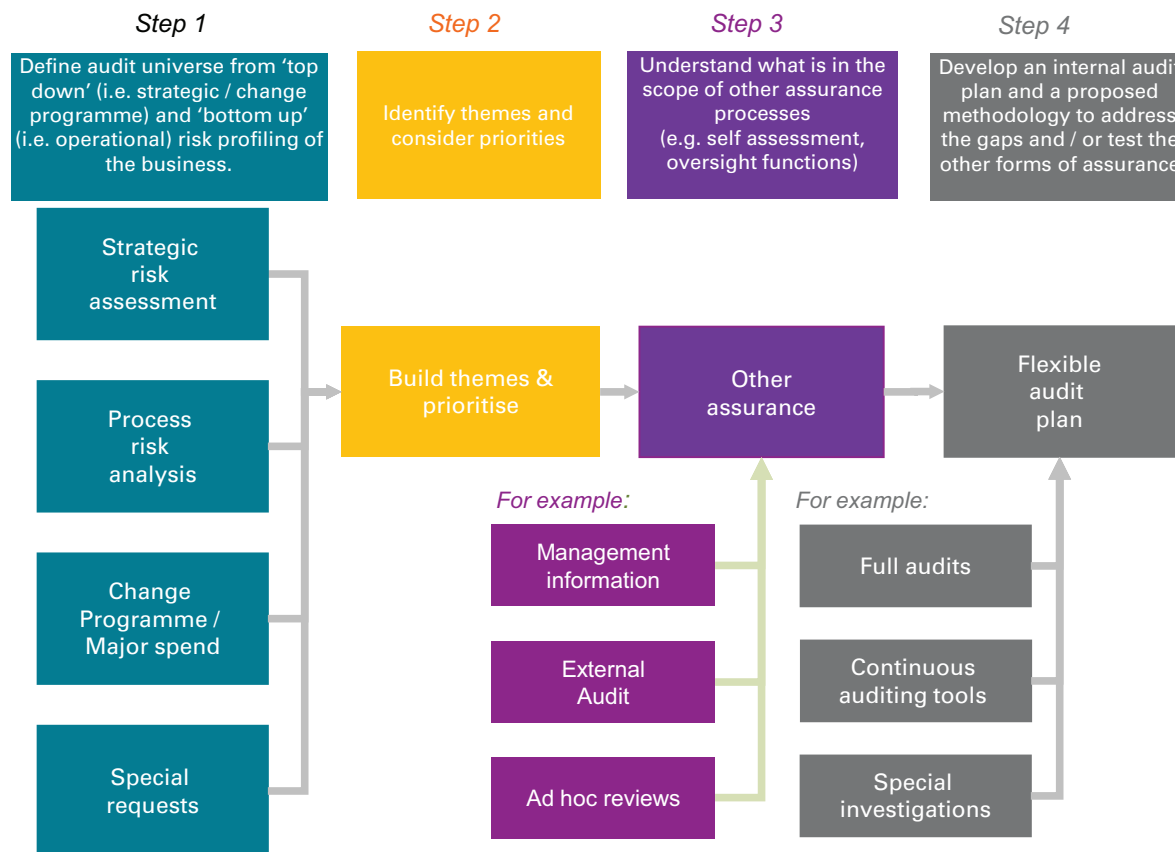 Step 1
Step 2
Step 3
Step 4
Define audit universe from ‘top
down’ (i.e. strategic / change
programme) and ‘bottom up’
(i.e. operational) risk profiling of
the business.
Identify themes and
consider priorities
Understand what is in the
scope of other assurance
processes
(e.g. self assessment,
oversight functions)
Develop an internal audit
plan and a proposed
methodology to address
the gaps and / or test the
other forms of assurance
Strategic
risk
assessment
Process
risk
analysis
Change
Programme /
Major spend
Special
requests
Build themes &
prioritise
Other
assurance
Flexible
audit
plan
For example:
Management
information
External
Audit
Ad hoc reviews
For example:
Full audits
Continuous
auditing tools
Special
investigations